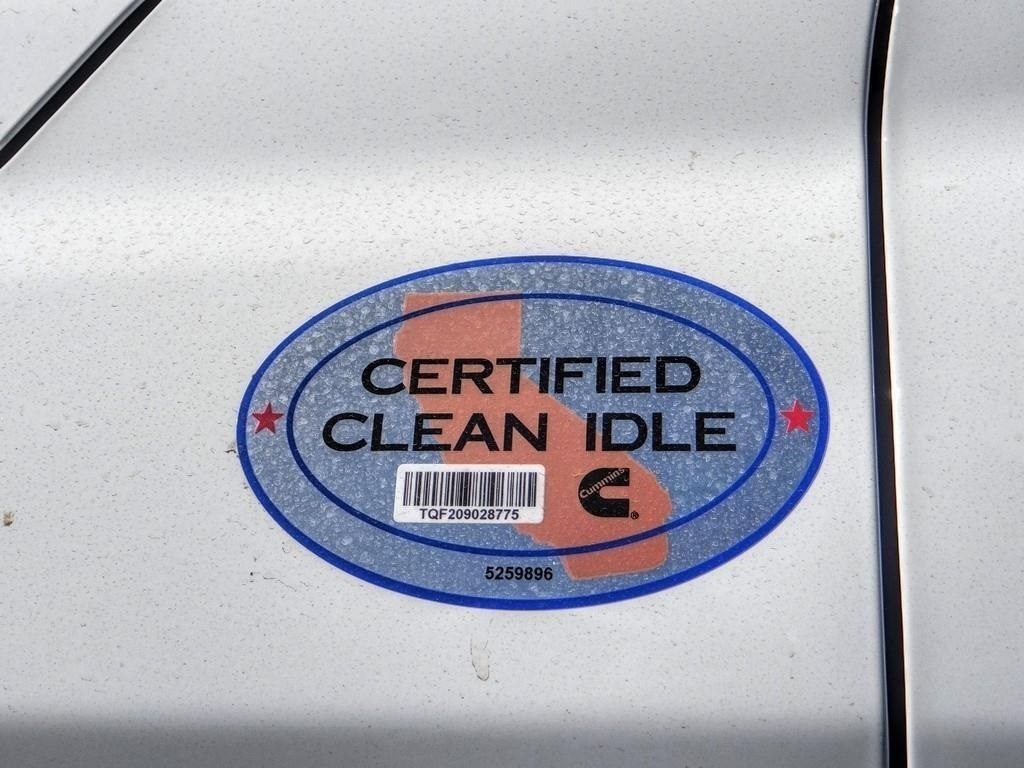 CERTIFIED
CLEAN IDLE
TQF209028775
Cummins
®
5259896